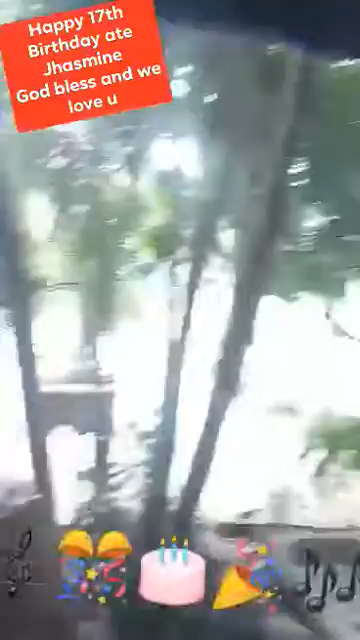 Happy 17th
Birthday ate
Jhasmine
God bless and we
love u